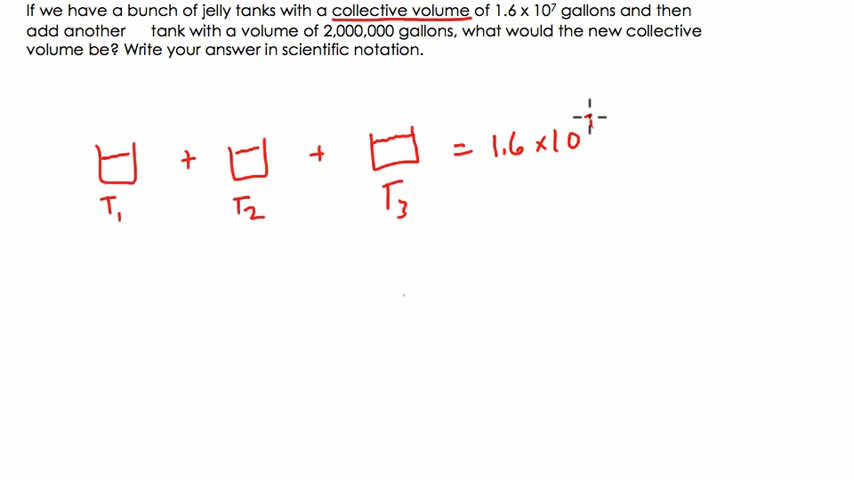 If we have a bunch of jelly tanks with a collective volume of 1.6 x 10⁷ gallons and then
add another tank with a volume of 2,000,000 gallons, what would the new collective
volume be? Write your answer in scientific notation.
+ + = 1.6 × 10
T₁ T₂ T₃